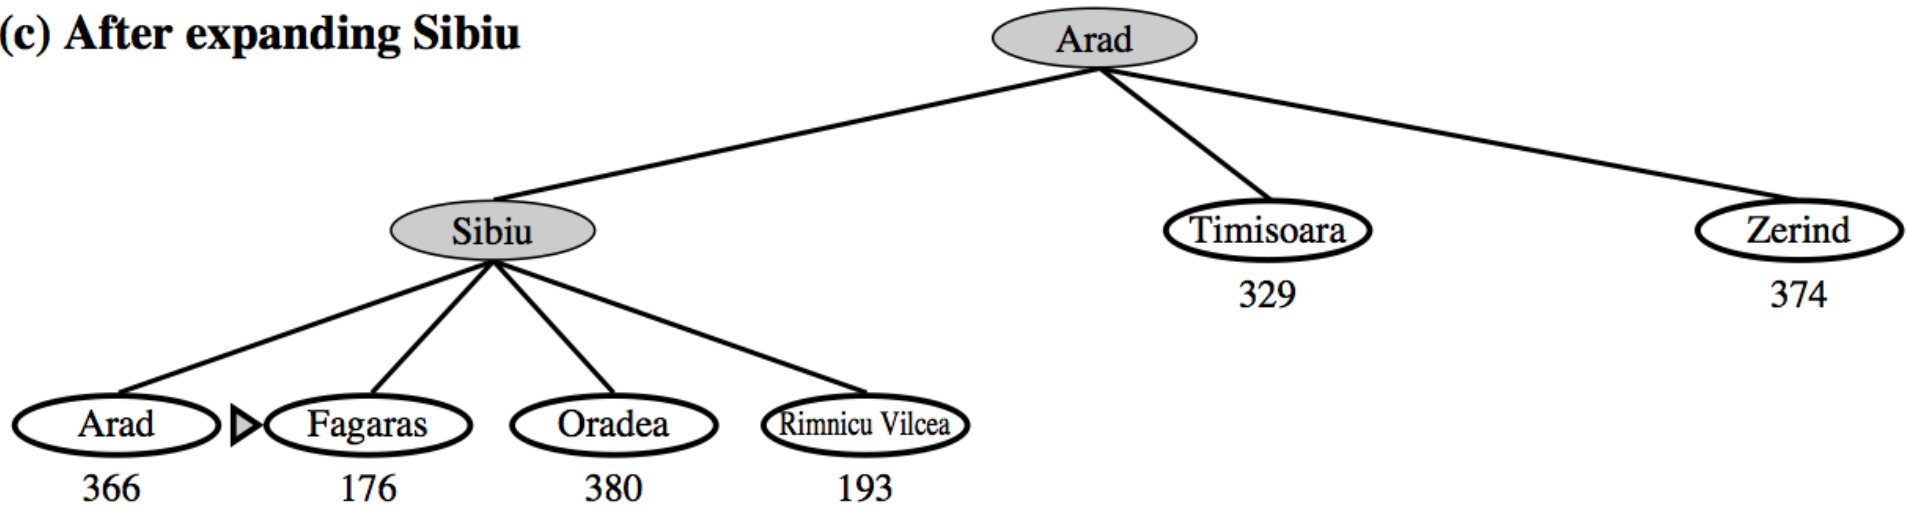 (c) After expanding Sibiu
Arad
Sibiu
Timisoara
Zerind
329
374
Arad
Fagaras
Oradea
Rimnicu Vilcea
366
176
380
193